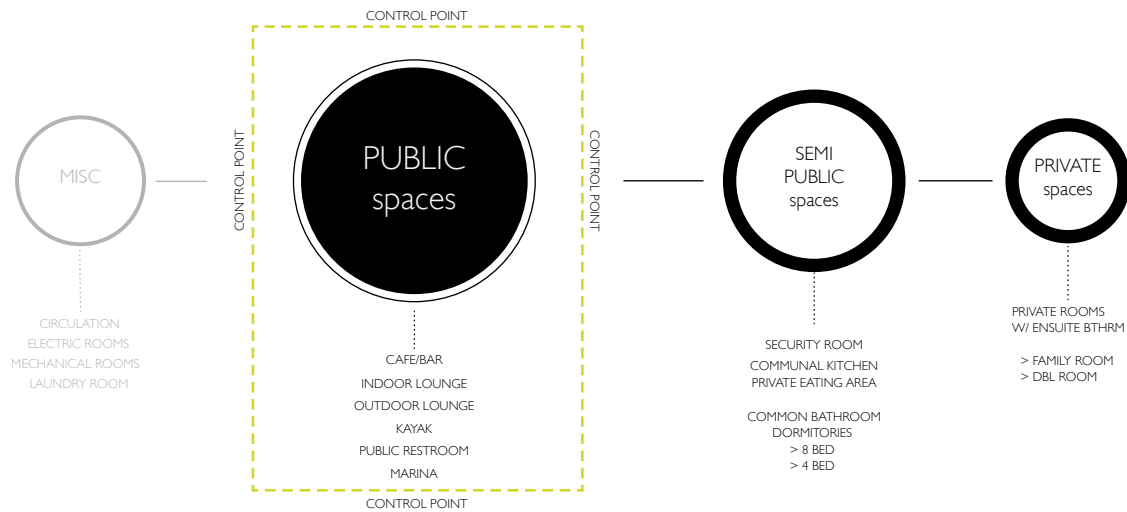 CONTROL POINT
MISC
CIRCULATION
ELECTRIC ROOMS
MECHANICAL ROOMS
LAUNDRY ROOM
CONTROL POINT
PUBLIC
spaces
CAFE/BAR
INDOOR LOUNGE
OUTDOOR LOUNGE
KAYAK
PUBLIC RESTROOM
MARINA
CONTROL POINT
CONTROL POINT
SEMI
PUBLIC
spaces
SECURITY ROOM
COMMUNAL KITCHEN
PRIVATE EATING AREA
COMMON BATHROOM
DORMITORIES
> 8 BED
> 4 BED
PRIVATE
spaces
PRIVATE ROOMS
W/ ENSUITE BTHRM
> FAMILY ROOM
> DBL ROOM